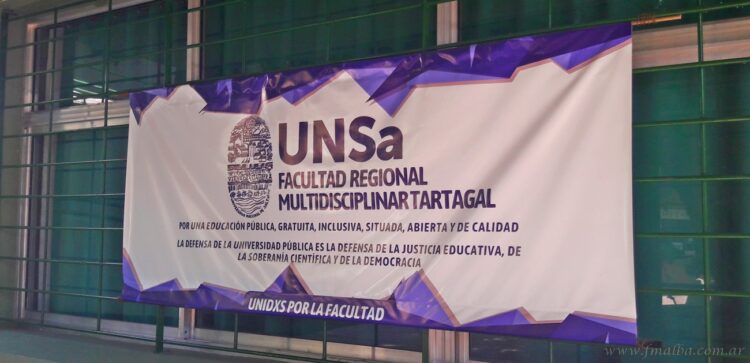 UNSa
FACULTAD REGIONAL
MULTIDISCIPLINAR TARTAGAL
POR UNA EDUCACIÓN PÚBLICA, GRATUITA, INCLUSIVA, SITUADA, ABIERTA Y DE CALIDAD
LA DEFENSA DE LA UNIVERSIDAD PÚBLICA ES LA DEFENSA DE LA JUSTICIA EDUCATIVA, DE
LA SOBERANÍA CIENTÍFICA Y DE LA DEMOCRACIA
UNIDXS POR LA FACULTAD
www.fmalba.com.ar